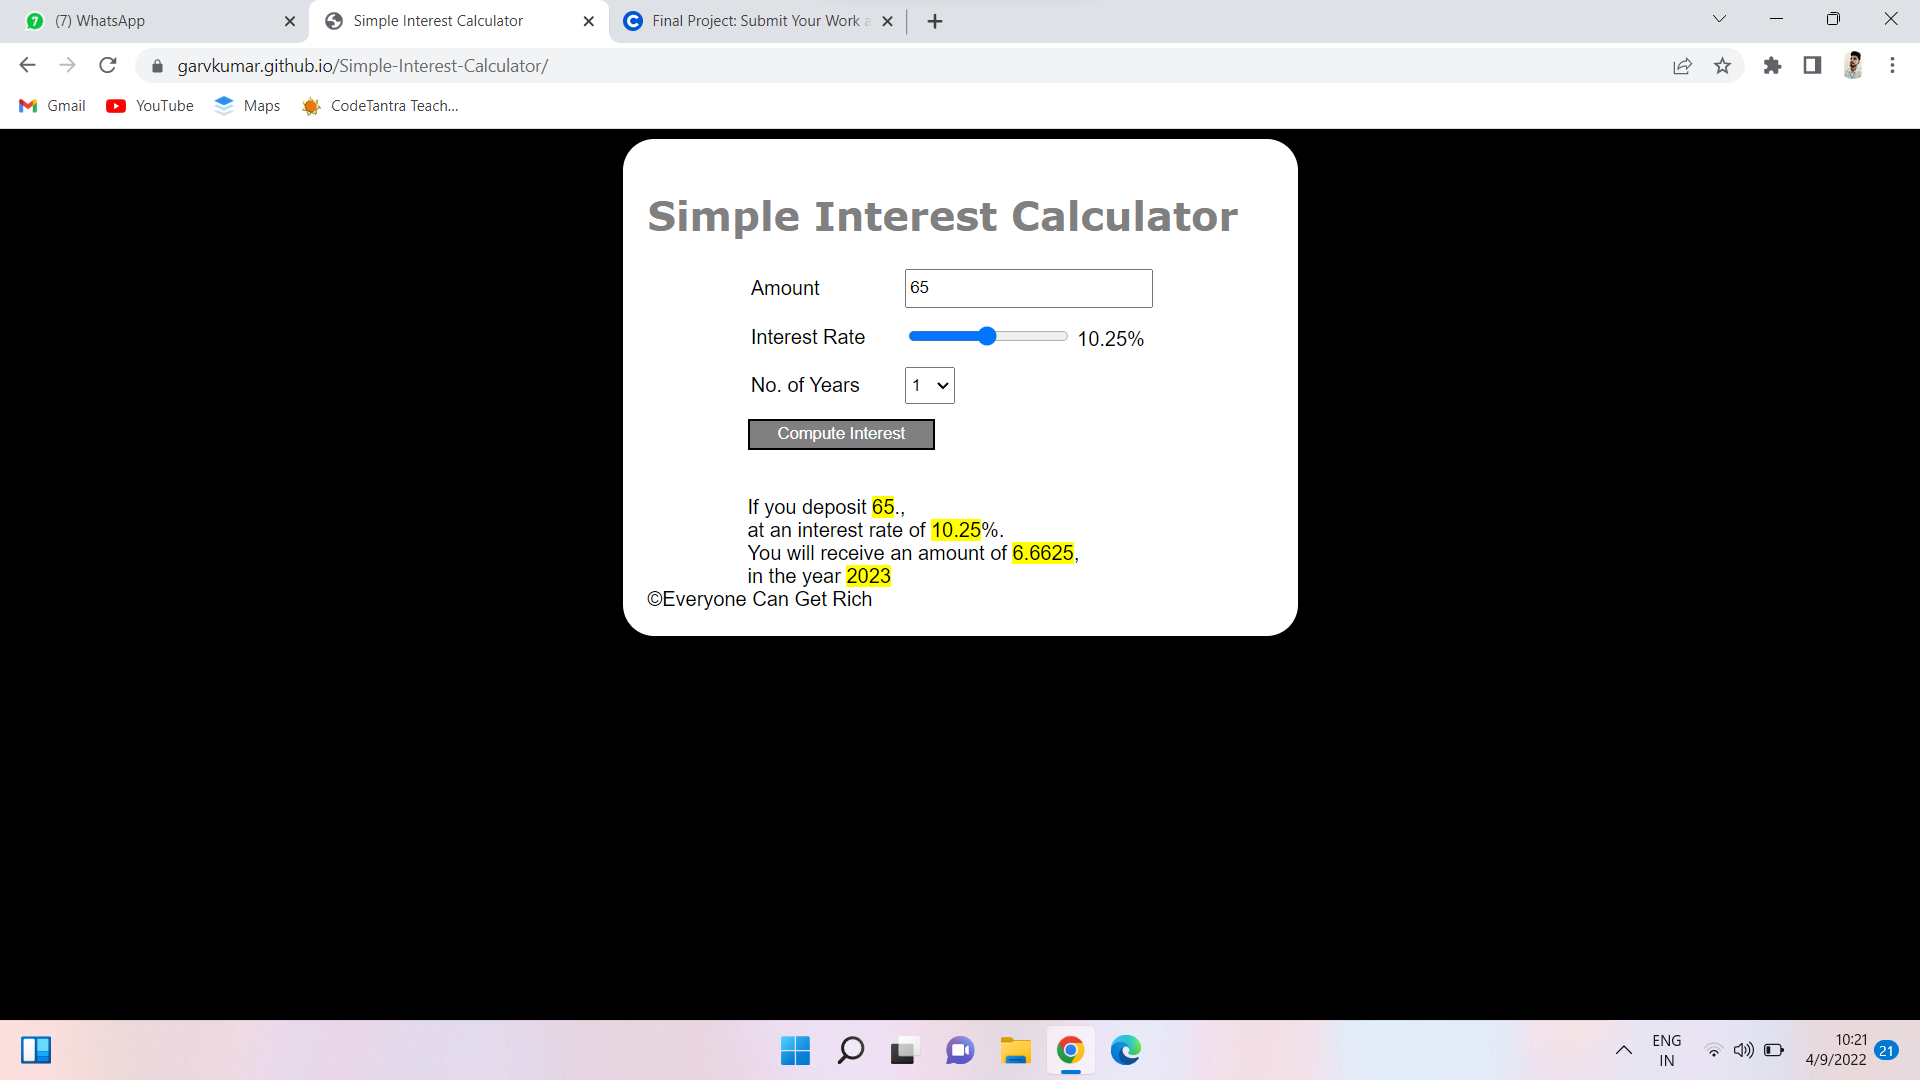 (7) WhatsApp
Simple Interest Calculator
Final Project: Submit Your Work a
garvkumar.github.io/Simple-Interest-Calculator/
Gmail YouTube Maps CodeTantra Teach...
Simple Interest Calculator
Amount 65
Interest Rate 10.25%
No. of Years 1
Compute Interest
If you deposit 65.,
at an interest rate of 10.25%.
You will receive an amount of 6.6625,
in the year 2023
©Everyone Can Get Rich
ENG
IN
10:21
4/9/2022
21